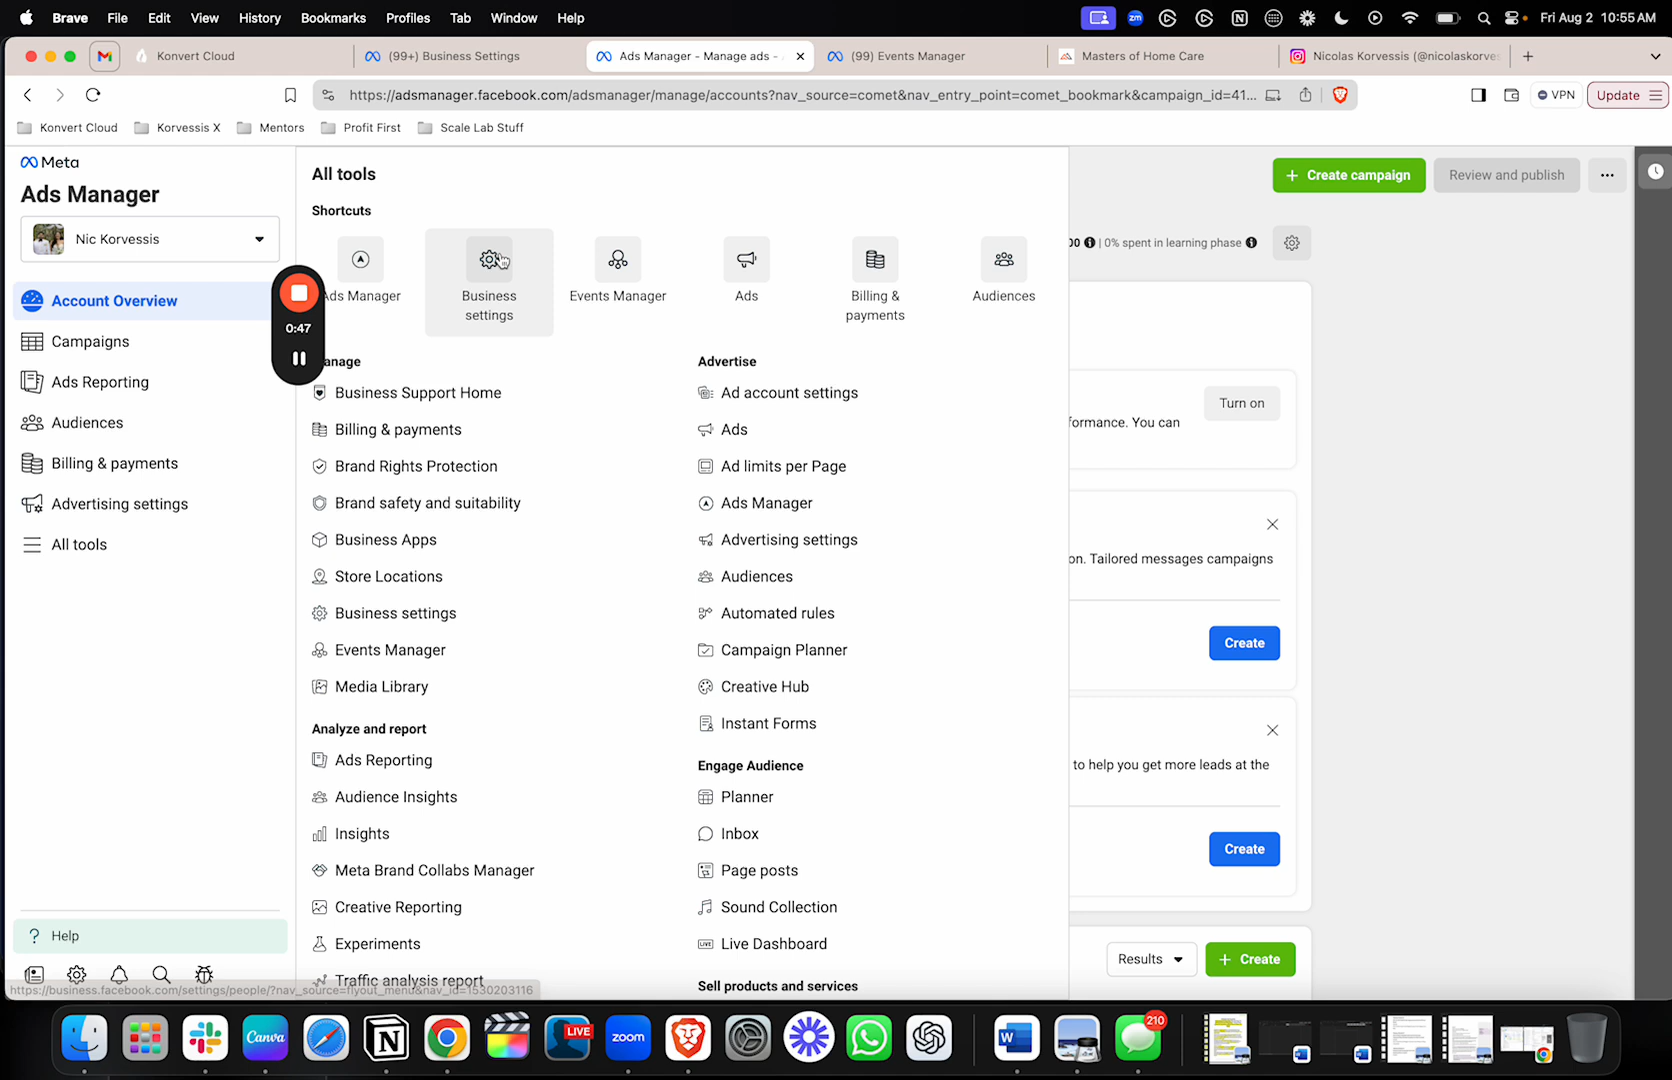 Brave File Edit View History Bookmarks Profiles Tab Window Help
zm
Fri Aug 2 10:55 AM
Konvert Cloud
(99+) Business Settings
Ads Manager - Manage ads -
(99) Events Manager
Masters of Home Care
Nicolas Korvessis (@nicolaskorves
https://adsmanager.facebook.com/adsmanager/manage/accounts?nav_source=comet&nav_entry_point=comet_bookmark&campaign_id=41...
VPN
Update
Konvert Cloud
Korvessis X
Mentors
Profit First
Scale Lab Stuff
Meta
Ads Manager
Nic Korvessis
Account Overview
Campaigns
Ads Reporting
Audiences
Billing & payments
Advertising settings
All tools
Help
0:47
All tools
Shortcuts
Ads Manager
Business
settings
Events Manager
Ads
Billing &
payments
Audiences
anage
Business Support Home
Billing & payments
Brand Rights Protection
Brand safety and suitability
Business Apps
Store Locations
Business settings
Events Manager
Media Library
Analyze and report
Ads Reporting
Audience Insights
Insights
Meta Brand Collabs Manager
Creative Reporting
Experiments
Traffic analysis report
Advertise
Ad account settings
Ads
Ad limits per Page
Ads Manager
Advertising settings
Audiences
Automated rules
Campaign Planner
Creative Hub
Instant Forms
Engage Audience
Planner
Inbox
Page posts
Sound Collection
LIVE Live Dashboard
Sell products and services
+ Create campaign
Review and publish
...
00 | 0% spent in learning phase
Turn on
formance. You can
on. Tailored messages campaigns
Create
to help you get more leads at the
Create
Results
+ Create
https://business.facebook.com/settings/people/?nav_source=flyout_menu&nav_id=1530203116
Canva
LIVE
zoom
W
210